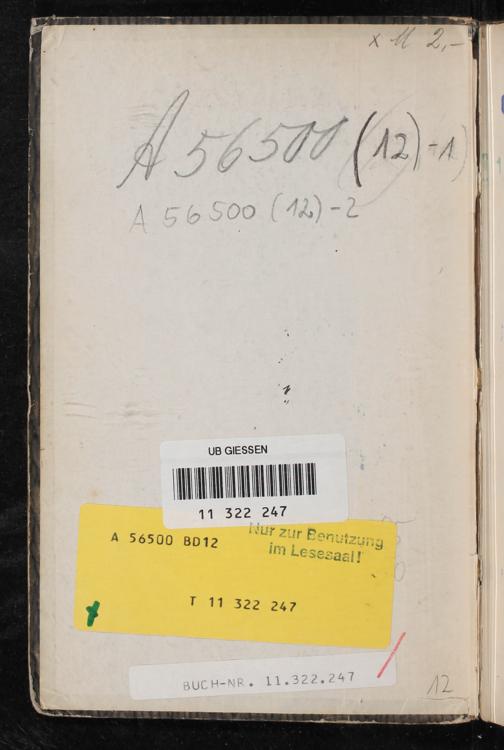 x M 2,-
A 56500 (12)-1
A 56500 (12)-2
UB GIESSEN
11 322 247
Nur zur Benutzung
im Lesesaal!
A 56500 BD12
T 11 322 247
BUCH-NR. 11.322.247
12